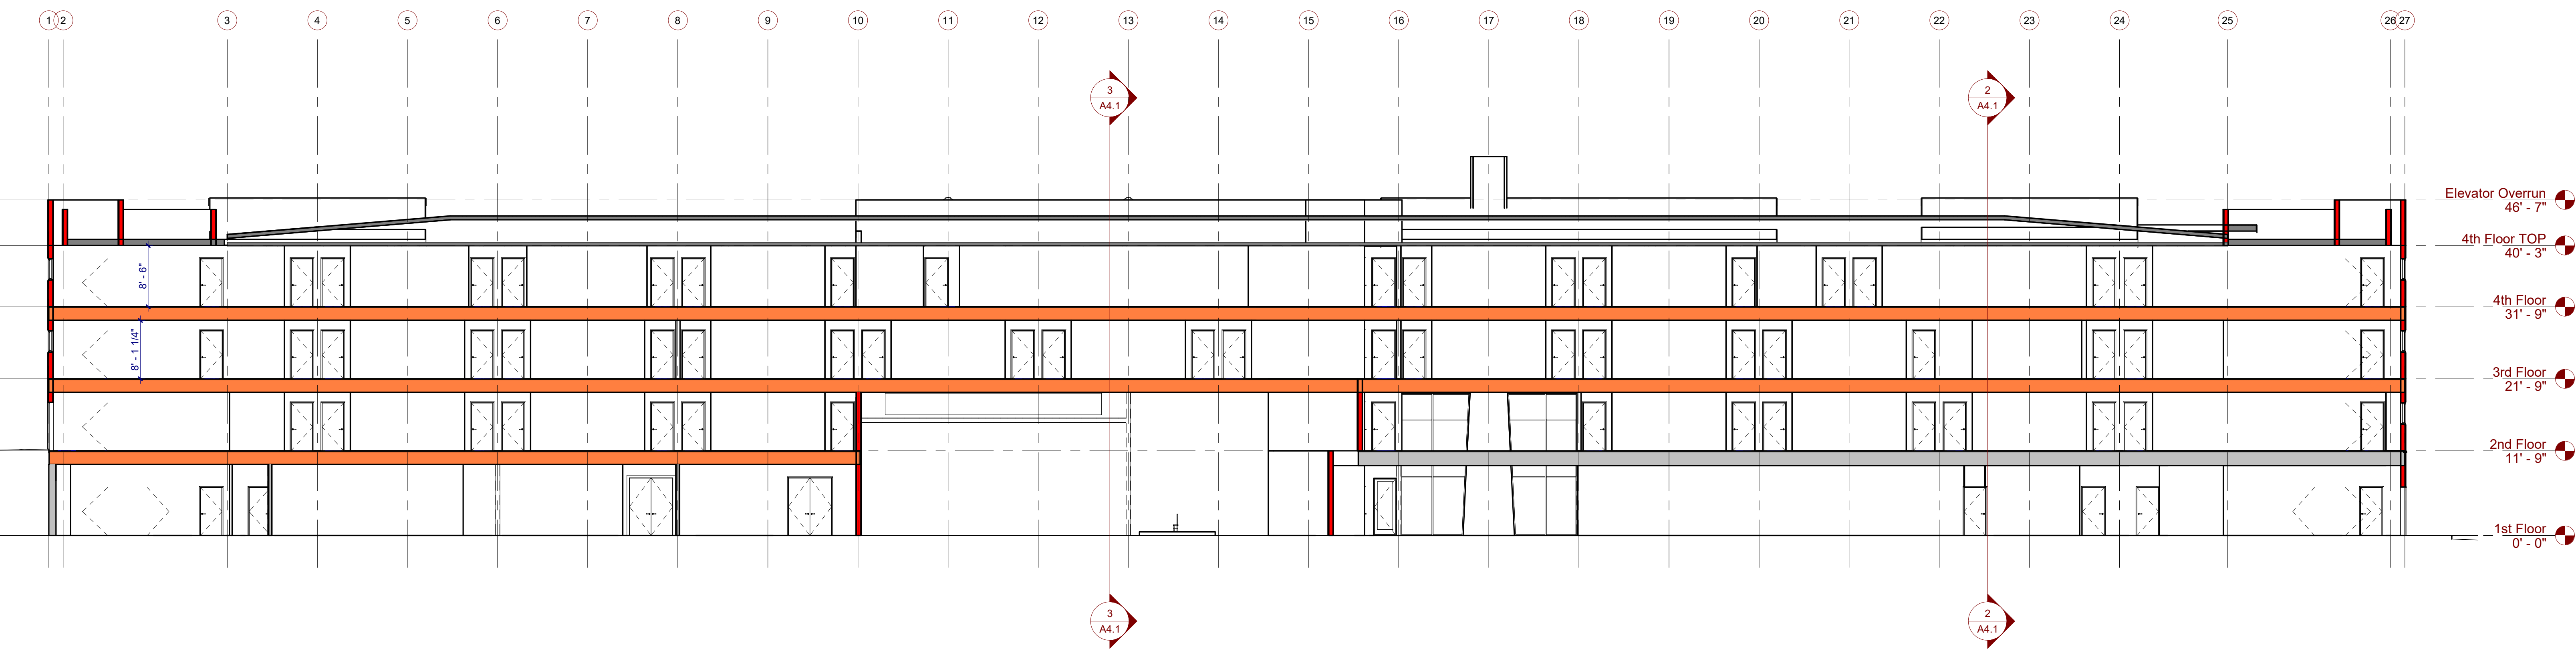 1 2 3 4 5 6 7 8 9 10 11 12 13 14 15 16 17 18 19 20 21 22 23 24 25 26 27
3 2
A4.1 A4.1
Elevator Overrun
46' - 7"
4th Floor TOP
40' - 3"
8' - 6"
4th Floor
31' - 9"
8' - 1 1/4"
3rd Floor
21' - 9"
2nd Floor
11' - 9"
1st Floor
0' - 0"
3 2
A4.1 A4.1